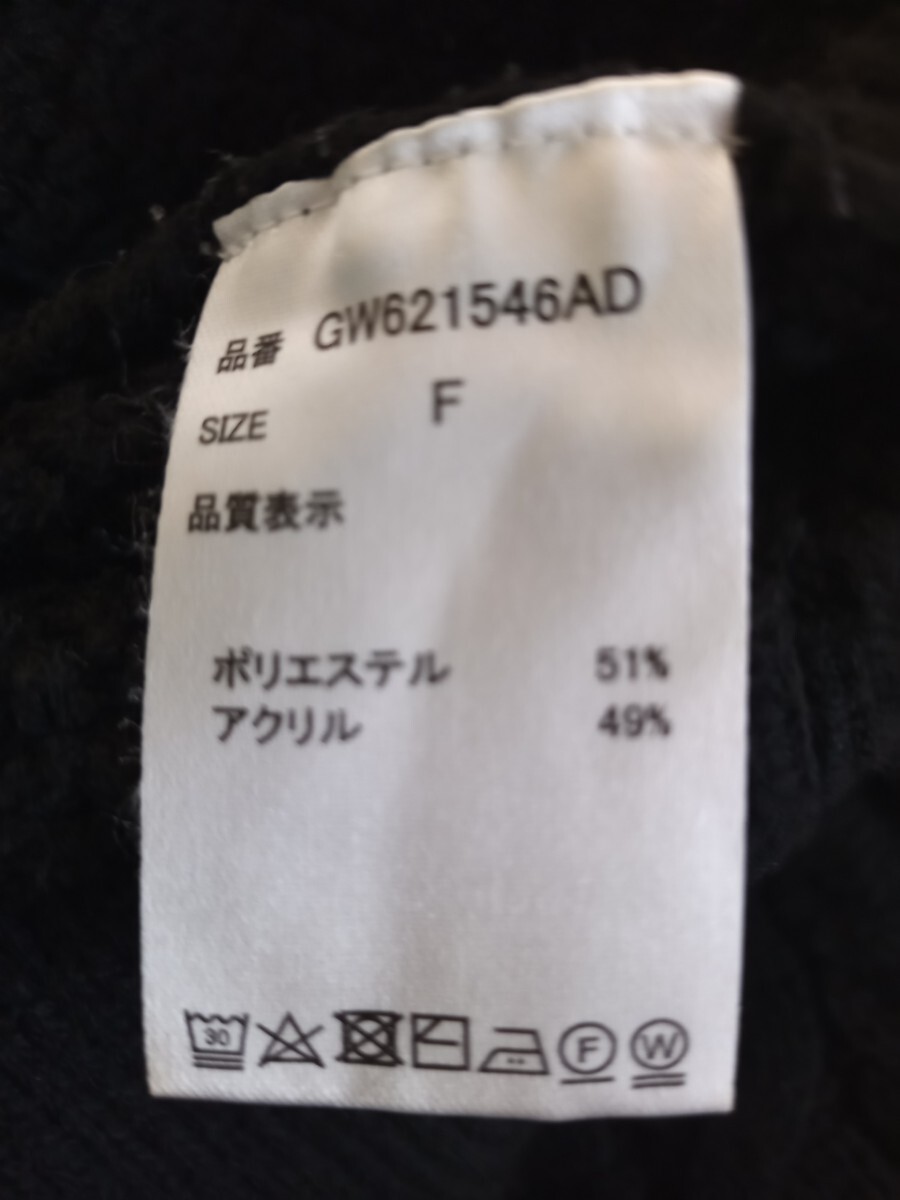 品番 GW621546AD
SIZE F
品質表示
ポリエステル 51%
アクリル 49%
30 F W